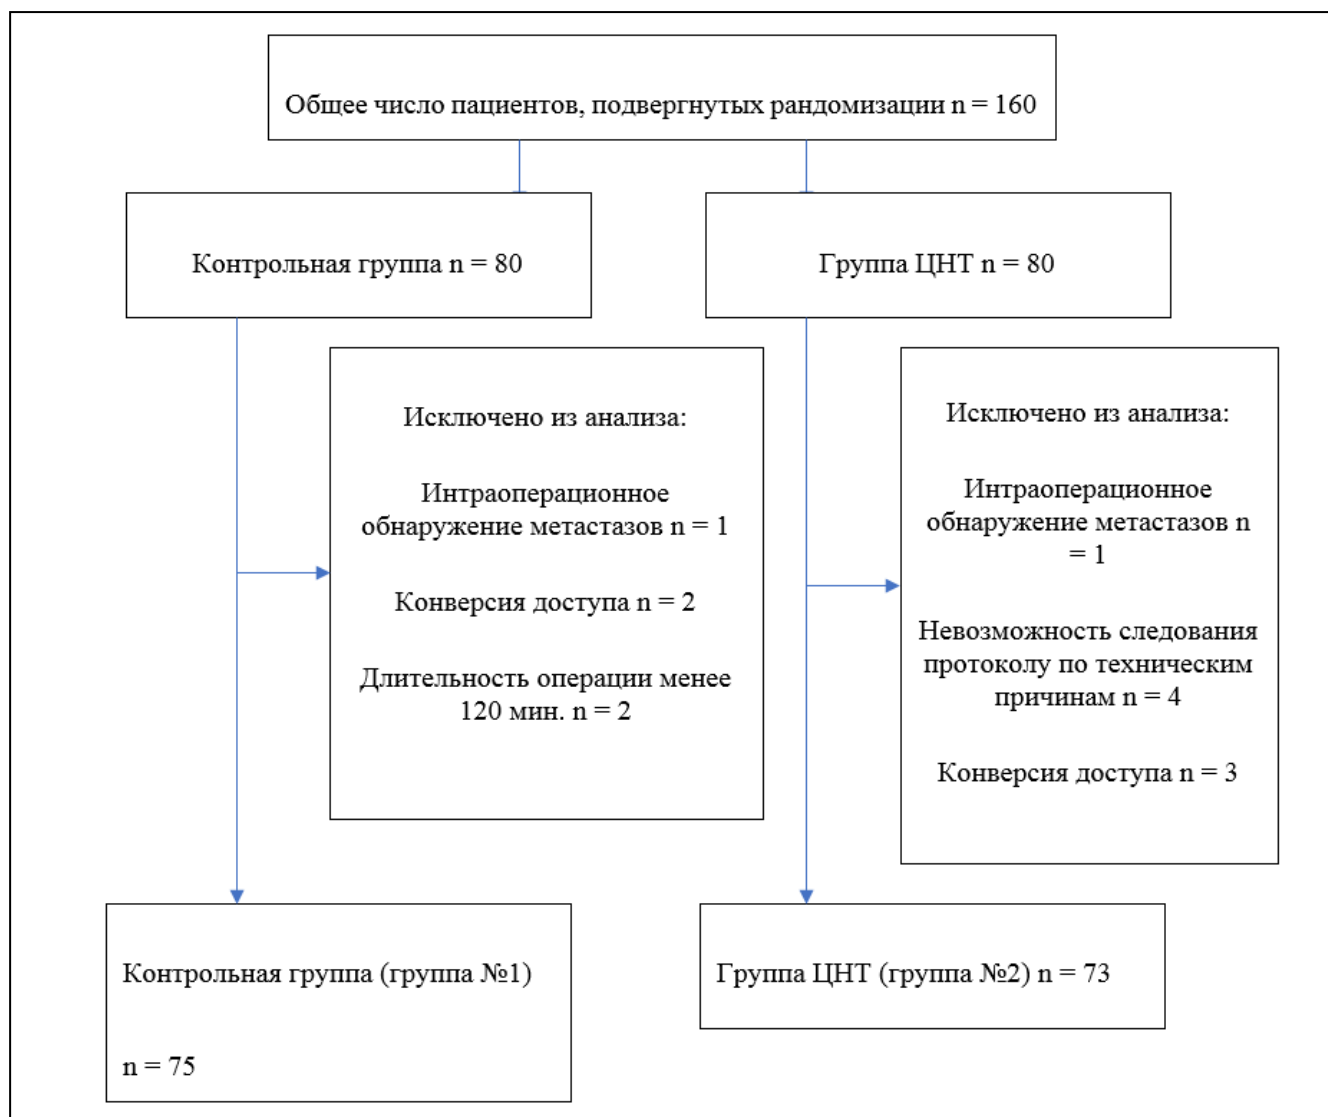 Общее число пациентов, подвергнутых рандомизации n = 160
Контрольная группа n = 80
Группа ЦНТ n = 80
Исключено из анализа:
Интраоперационное
обнаружение метастазов n = 1
Конверсия доступа n = 2
Длительность операции менее
120 мин. n = 2
Исключено из анализа:
Интраоперационное
обнаружение метастазов n
= 1
Невозможность следования
протоколу по техническим
причинам n = 4
Конверсия доступа n = 3
Контрольная группа (группа №1)
n = 75
Группа ЦНТ (группа №2) n = 73